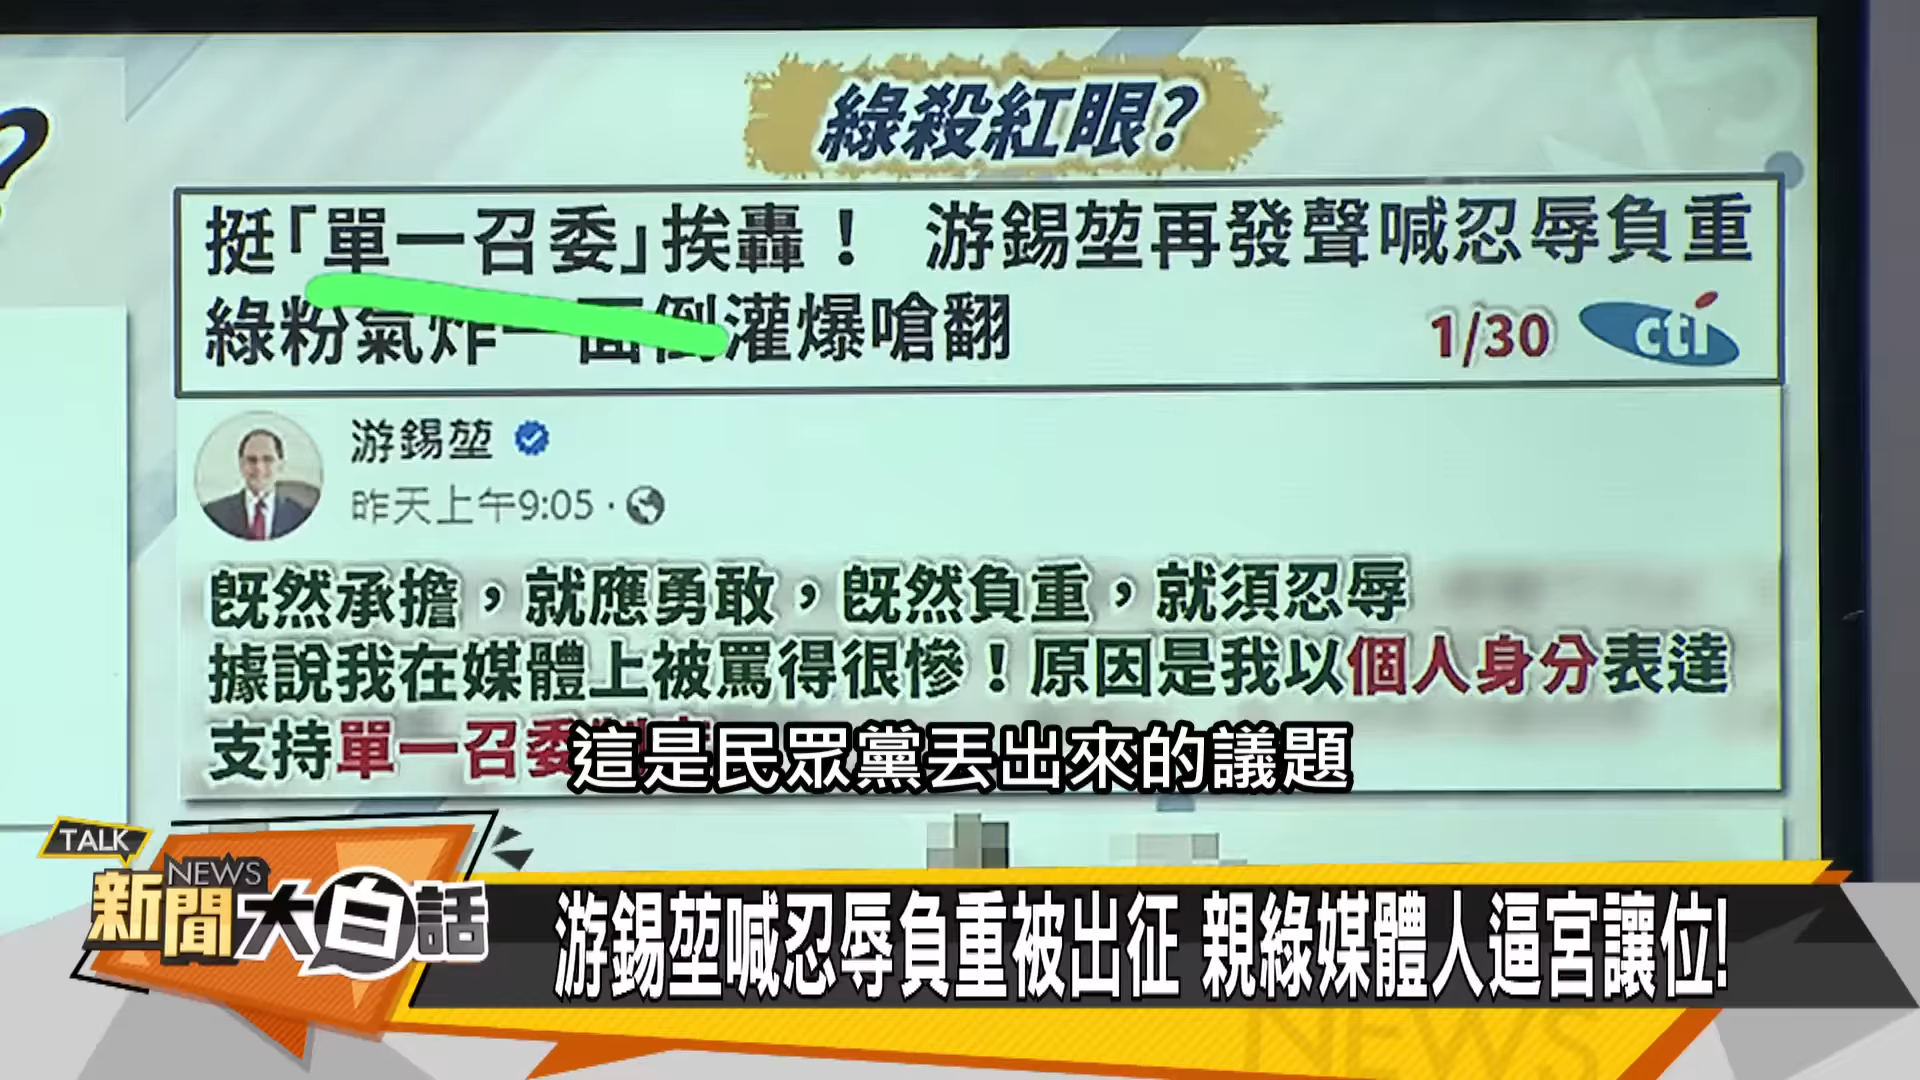 ?
綠殺紅眼?
挺「單一召委」挨轟！ 游錫堃再發聲喊忍辱負重
綠粉氣炸一面倒灌爆嗆翻
1/30 cti
游錫堃
昨天上午9:05
既然承擔，就應勇敢，既然負重，就須忍辱
據說我在媒體上被罵得很慘！原因是我以個人身分表達
支持單一召委
這是民眾黨丟出來的議題
TALK
NEWS
新聞大白話
游錫堃喊忍辱負重被出征 親綠媒體人逼宮讓位!
NEWS